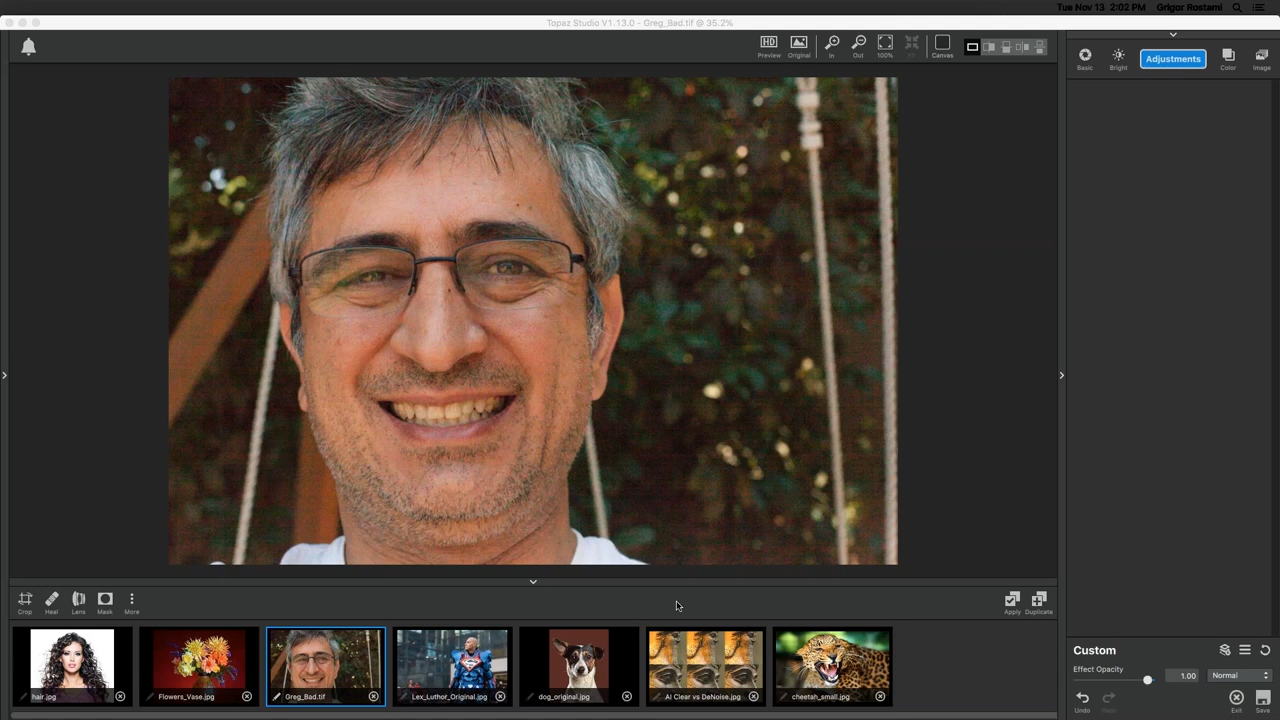 Tue Nov 13 2:02 PM Grigor Rostami
Topaz Studio V1.13.0 - Greg_Bad.tif @ 35.2%
Preview Original In Out 100% Canvas
Basic Bright Adjustments Color Image
Crop Heal Lens Mask More
Apply Duplicate
hair.jpg Flowers_Vase.jpg Greg_Bad.tif Lex_Luthor_Original.jpg dog_original.jpg AI Clear vs DeNoise.jpg cheetah_small.jpg
Custom
Effect Opacity
1.00 Normal
Undo Exit Save
HD